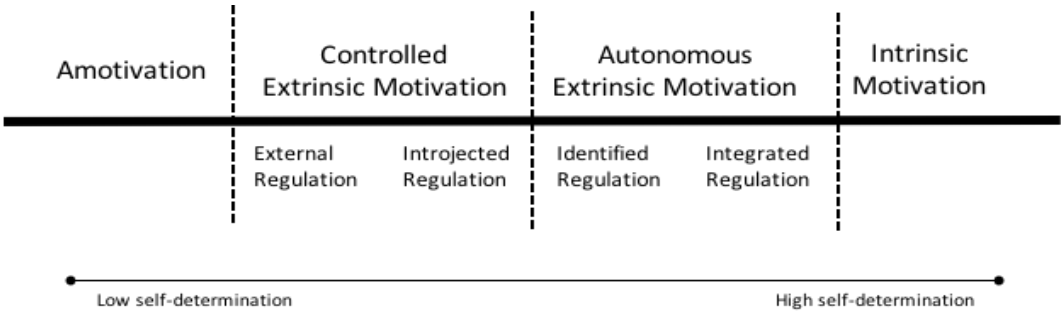 Amotivation
Controlled
Extrinsic Motivation
Autonomous
Extrinsic Motivation
Intrinsic
Motivation
External
Regulation
Introjected
Regulation
Identified
Regulation
Integrated
Regulation
Low self-determination
High self-determination